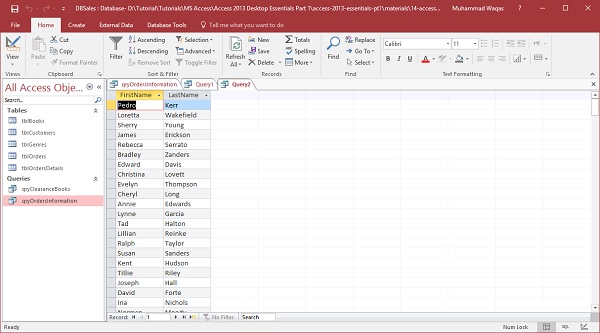 DBSales : Database- D:\Tutorial\Tutorials\MS Access\Access 2013 Desktop Essentials Part 1\access-2013-essentials-pt1\materials\14-access... Muhammad Waqas
File Home Create External Data Database Tools Tell me what you want to do
View
Views
Paste
Cut
Copy
Format Painter
Clipboard
Filter
Ascending
Descending
Remove Sort
Selection
Advanced
Toggle Filter
Sort & Filter
Refresh All
New
Save
Delete
Totals
Spelling
More
Records
Find
Replace
Go To
Select
Find
Calibri 11
B I U
Text Formatting
All Access Obje...
Search...
Tables
tblBooks
tblCustomers
tblGenres
tblOrders
tblOrdersDetails
Queries
qryClearanceBooks
qryOrdersInformation
qryOrdersInformation Query1 Query2
FirstName LastName
Pedro Kerr
Loretta Wakefield
Sherry Young
James Erickson
Rebecca Serrato
Bradley Zanders
Edward Davis
Christina Lovett
Evelyn Thompson
Cheryl Long
Annie Edwards
Lynne Garcia
Tad Halton
Lillian Reinke
Ralph Taylor
Susan Sanders
Kent Hudson
Tillie Riley
Joseph Hall
David Forte
Ina Nichols
Norman Moody
Record: 1 No Filter Search
Ready Num Lock